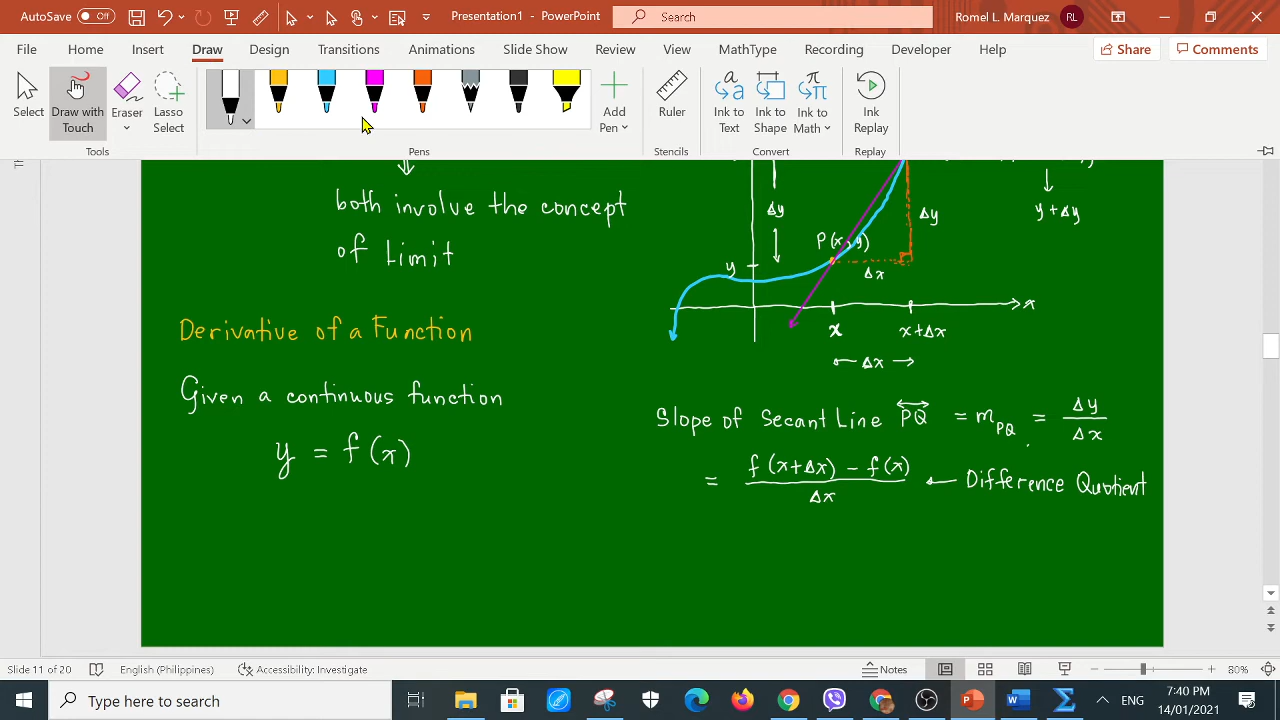 AutoSave Off Presentation1 - PowerPoint Search Romel L. Marquez RL
File Home Insert Draw Design Transitions Animations Slide Show Review View MathType Recording Developer Help Share Comments
Select Draw with Touch Eraser Lasso Select Add Pen Ruler Ink to Text Ink to Shape Ink to Math Ink Replay
Tools Pens Stencils Convert Replay
both involve the concept
of Limit
Δy
Δy
y + Δy
P(x, y)
y
Δx
x
x
x+Δx
Δx
Derivative of a Function
Given a continuous function
y = f(x)
Slope of Secant Line PQ = m PQ = Δy / Δx
= f(x+Δx) - f(x) / Δx ← Difference Quotient
Slide 11 of 20 English (Philippines) Accessibility: Investigate Notes 80%
Type here to search ENG 7:40 PM
14/01/2021